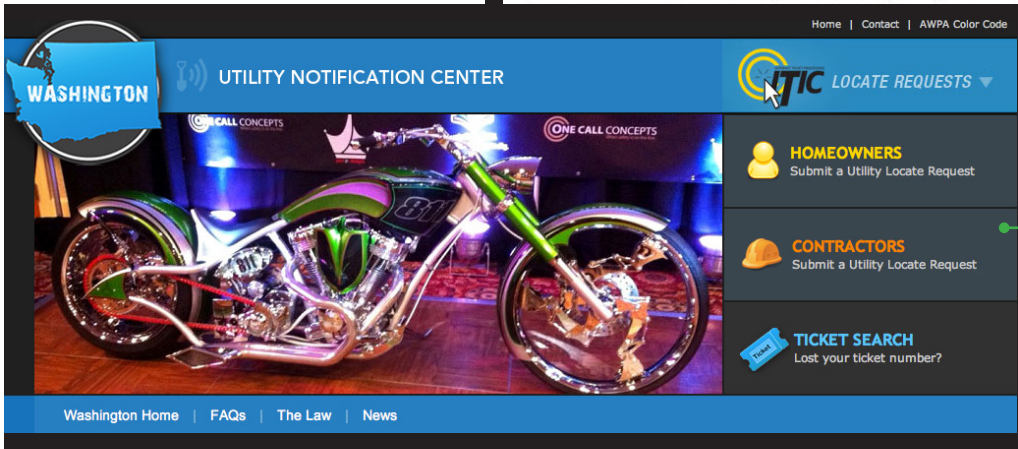 Home | Contact | AWPA Color Code
WASHINGTON
UTILITY NOTIFICATION CENTER
ITIC
LOCATE REQUESTS
ONE CALL CONCEPTS
ONE CALL CONCEPTS
811
811
HOMEOWNERS
Submit a Utility Locate Request
CONTRACTORS
Submit a Utility Locate Request
Ticket
TICKET SEARCH
Lost your ticket number?
Washington Home | FAQs | The Law | News